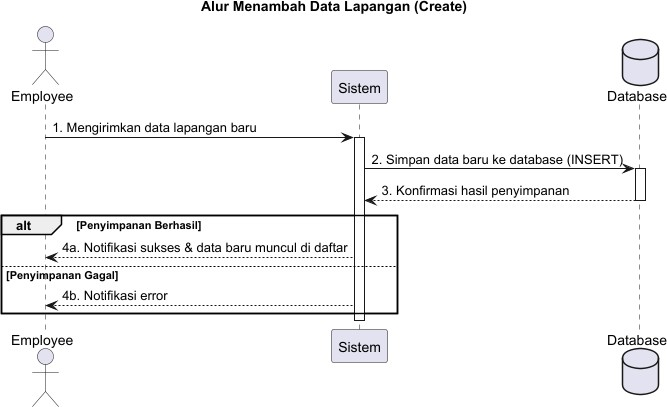 Alur Menambah Data Lapangan (Create)
Employee
Sistem
Database
1. Mengirimkan data lapangan baru
2. Simpan data baru ke database (INSERT)
3. Konfirmasi hasil penyimpanan
alt [Penyimpanan Berhasil]
4a. Notifikasi sukses & data baru muncul di daftar
[Penyimpanan Gagal]
4b. Notifikasi error
Employee
Sistem
Database